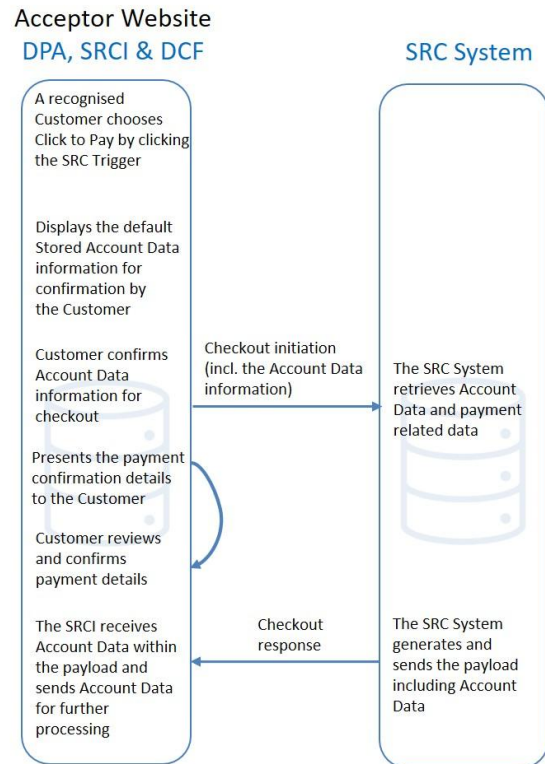 Acceptor Website
DPA, SRCI & DCF
SRC System
A recognised
Customer chooses
Click to Pay by clicking
the SRC Trigger
Displays the default
Stored Account Data
information for
confirmation by
the Customer
Customer confirms
Account Data
information for
checkout
Checkout initiation
(incl. the Account Data
information)
The SRC System
retrieves Account
Data and payment
related data
Presents the payment
confirmation details
to the Customer
Customer reviews
and confirms
payment details
The SRCI receives
Account Data within
the payload and
sends Account Data
for further
processing
Checkout
response
The SRC System
generates and
sends the payload
including Account
Data